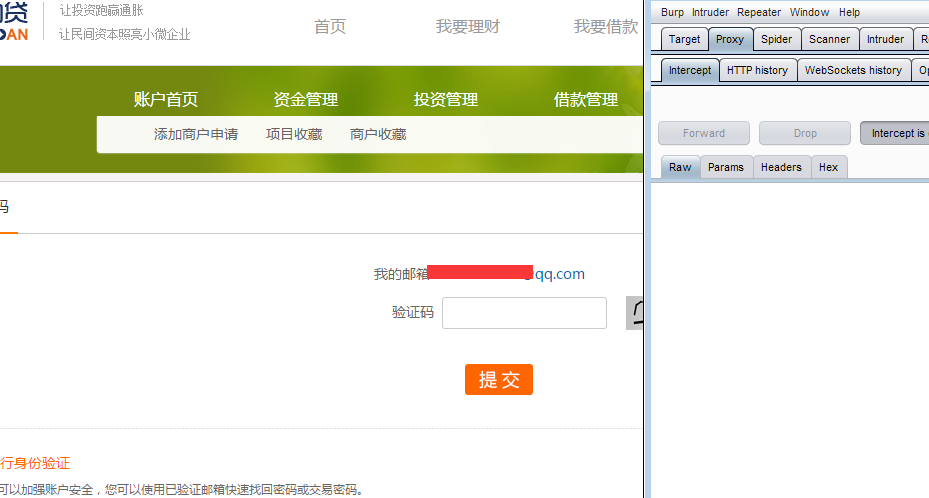 贷
DAN
让投资跑赢通胀
让民间资本照亮小微企业
首页 我要理财 我要借款
账户首页 资金管理 投资管理 借款管理
添加商户申请 项目收藏 商户收藏
码
我的邮箱 qq.com
验证码
提交
行身份验证
可以加强账户安全，您可以使用已验证邮箱快速找回密码或交易密码。
Burp Intruder Repeater Window Help
Target Proxy Spider Scanner Intruder
Intercept HTTP history WebSockets history
Forward Drop Intercept is
Raw Params Headers Hex